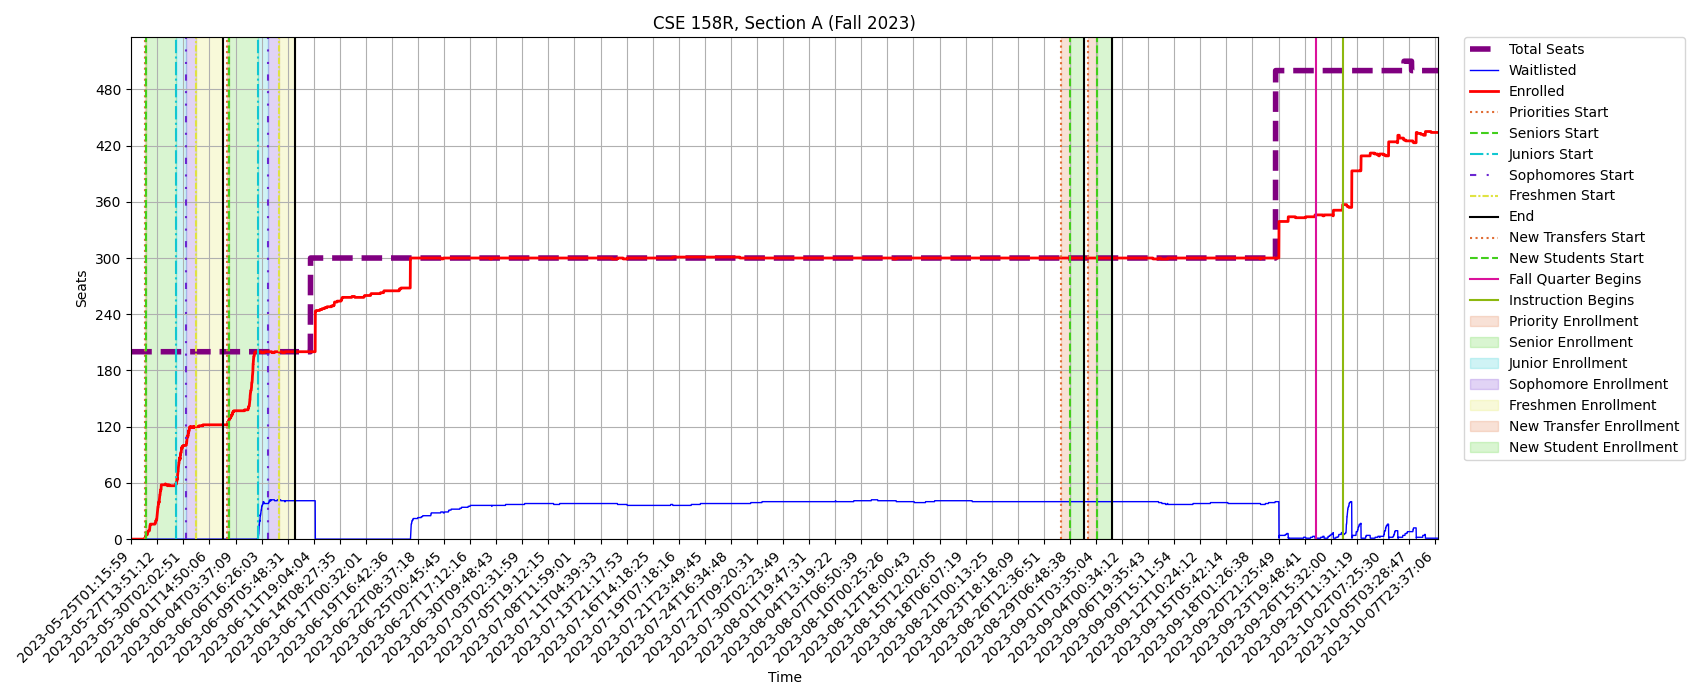 CSE 158R, Section A (Fall 2023)
Seats
480
420
360
300
240
180
120
60
0
2023-05-25T01:15:59
2023-05-27T13:51:12
2023-05-30T02:02:51
2023-06-01T14:50:06
2023-06-04T03:37:09
2023-06-06T16:26:03
2023-06-09T05:48:31
2023-06-11T19:04:04
2023-06-14T08:27:35
2023-06-17T00:32:01
2023-06-19T16:42:36
2023-06-22T08:37:18
2023-06-25T00:45:45
2023-06-27T17:12:16
2023-06-30T09:48:43
2023-07-03T02:31:59
2023-07-05T19:12:15
2023-07-08T11:59:01
2023-07-11T04:39:33
2023-07-13T21:17:53
2023-07-16T14:18:25
2023-07-19T07:18:16
2023-07-21T23:49:45
2023-07-24T16:34:48
2023-07-27T09:20:31
2023-07-30T02:23:49
2023-08-01T19:47:31
2023-08-04T13:19:22
2023-08-07T06:50:39
2023-08-10T00:25:26
2023-08-12T18:00:43
2023-08-15T12:02:05
2023-08-18T06:07:19
2023-08-21T00:13:25
2023-08-23T18:18:09
2023-08-26T12:36:51
2023-08-29T06:48:38
2023-09-01T03:35:04
2023-09-04T00:34:12
2023-09-06T19:35:43
2023-09-09T15:11:54
2023-09-12T10:24:12
2023-09-15T05:42:14
2023-09-18T01:26:38
2023-09-20T21:25:49
2023-09-23T19:48:41
2023-09-26T15:32:00
2023-09-29T11:31:19
2023-10-02T07:25:30
2023-10-05T03:28:47
2023-10-07T23:37:06
Time
Total Seats
Waitlisted
Enrolled
Priorities Start
Seniors Start
Juniors Start
Sophomores Start
Freshmen Start
End
New Transfers Start
New Students Start
Fall Quarter Begins
Instruction Begins
Priority Enrollment
Senior Enrollment
Junior Enrollment
Sophomore Enrollment
Freshmen Enrollment
New Transfer Enrollment
New Student Enrollment